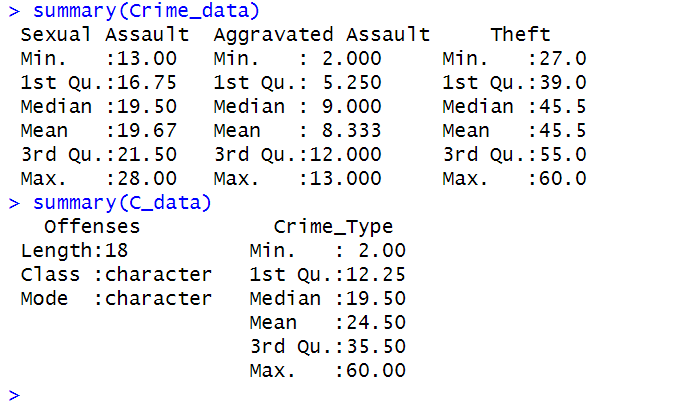 > summary(Crime_data)
Sexual Assault Aggravated Assault Theft
Min. :13.00 Min. : 2.000 Min. :27.0
1st Qu.:16.75 1st Qu.: 5.250 1st Qu.:39.0
Median :19.50 Median : 9.000 Median :45.5
Mean :19.67 Mean : 8.333 Mean :45.5
3rd Qu.:21.50 3rd Qu.:12.000 3rd Qu.:55.0
Max. :28.00 Max. :13.000 Max. :60.0
> summary(C_data)
Offenses Crime_Type
Length:18 Min. : 2.00
Class :character 1st Qu.:12.25
Mode :character Median :19.50
Mean :24.50
3rd Qu.:35.50
Max. :60.00
>